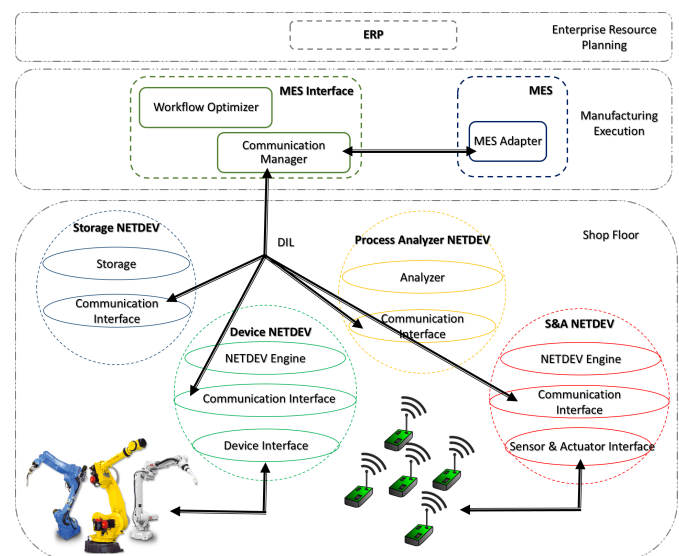 ERP
Enterprise Resource
Planning
MES Interface
MES
Workflow Optimizer
Manufacturing
Execution
Communication
Manager
MES Adapter
Storage NETDEV
DIL
Process Analyzer NETDEV
Shop Floor
Storage
Analyzer
Communication
Interface
Communication
Interface
Device NETDEV
S&A NETDEV
NETDEV Engine
NETDEV Engine
Communication Interface
Communication
Interface
Device Interface
Sensor & Actuator Interface